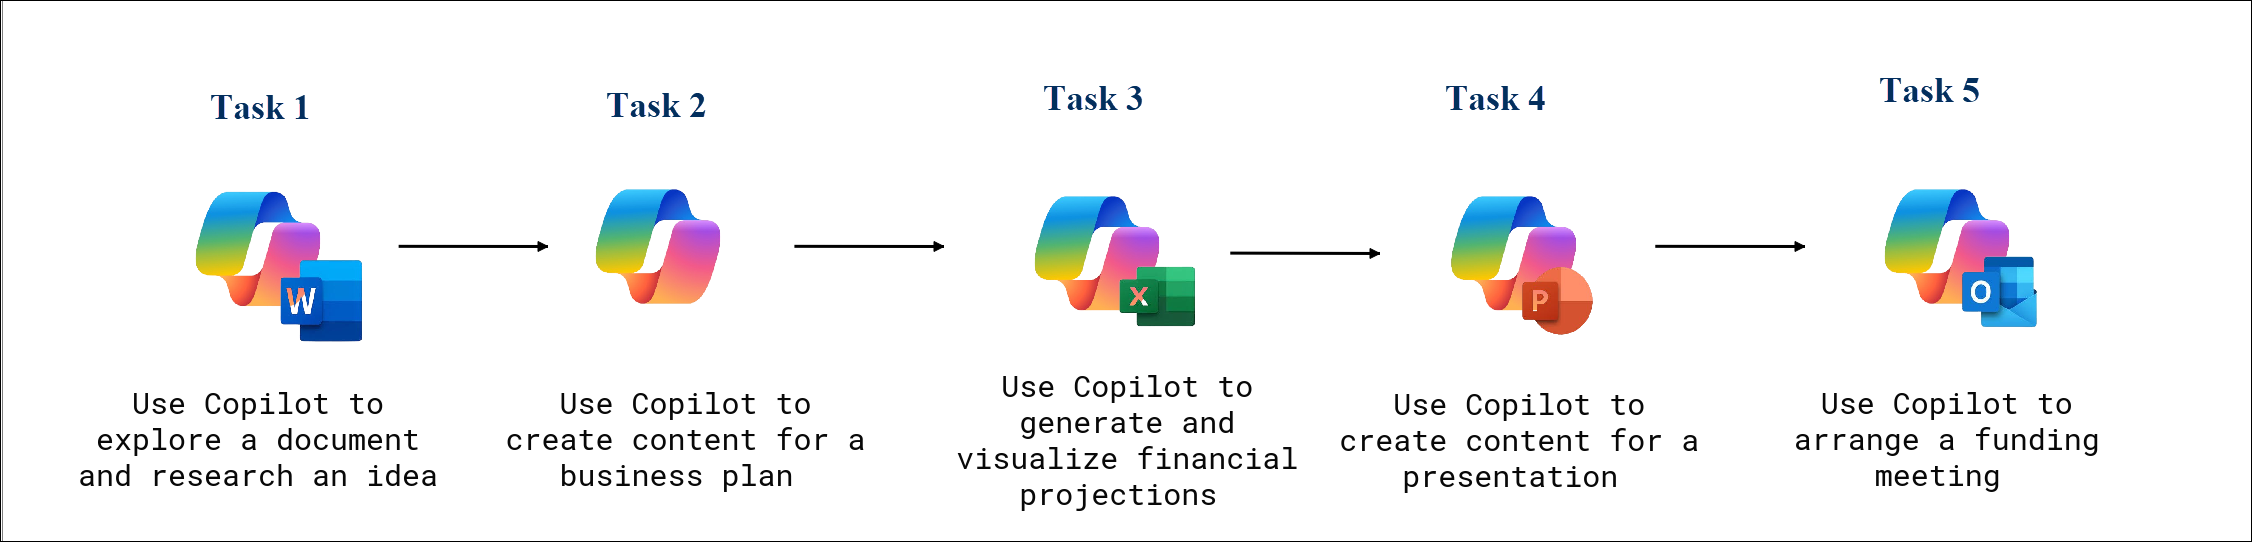 Task 1
Task 2
Task 3
Task 4
Task 5
W
X
P
O
Use Copilot to
explore a document
and research an idea
Use Copilot to
create content for a
business plan
Use Copilot to
generate and
visualize financial
projections
Use Copilot to
create content for a
presentation
Use Copilot to
arrange a funding
meeting